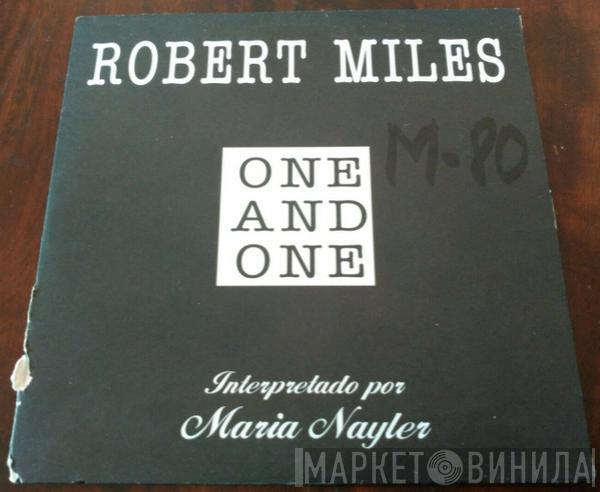 ROBERT MILES
ONE
AND
ONE
M-80
Interpretado por
Maria Nayler
МАРКЕТ ВИНИЛА